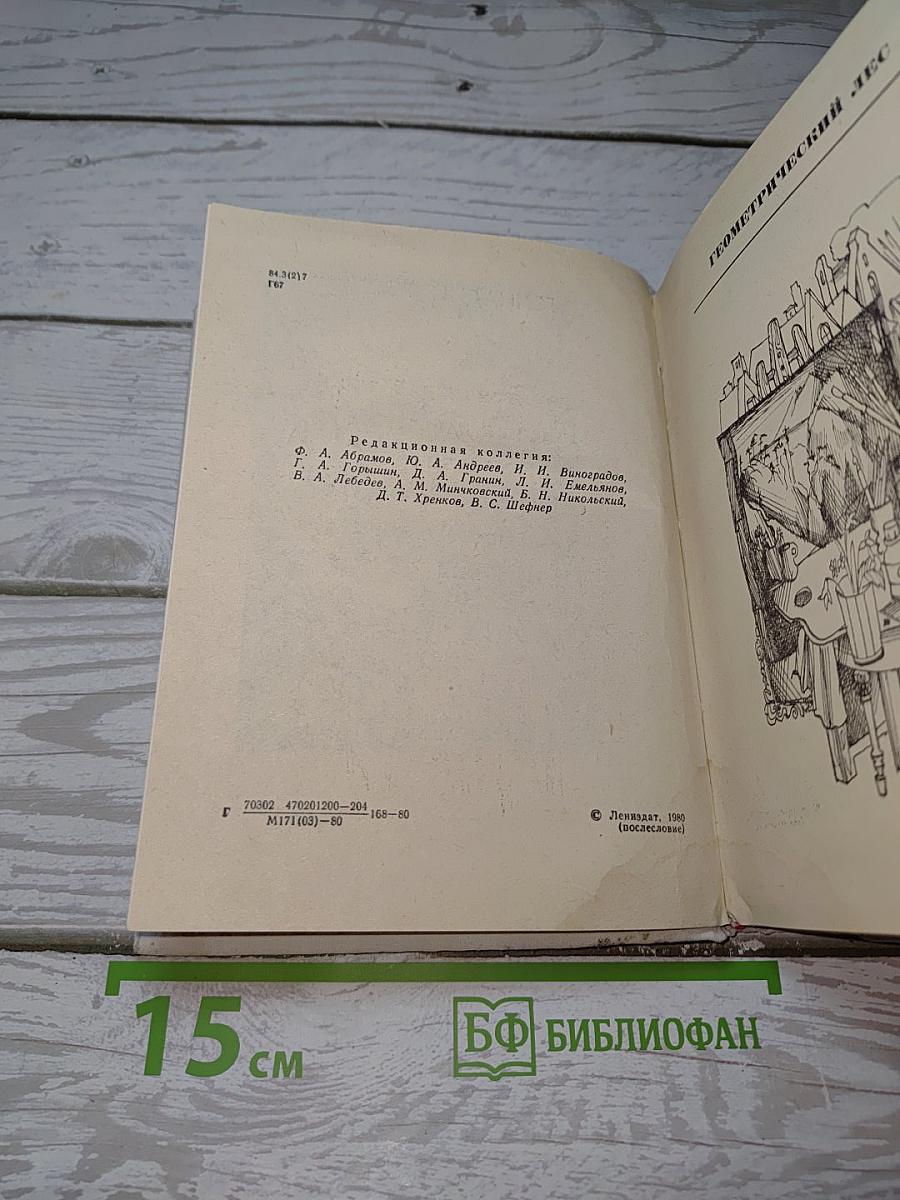 84.3(2)7
Г67
Редакционная коллегия:
Ф. А. Абрамов, Ю. А. Андреев, И. И. Виноградов,
Г. А. Горышин, Д. А. Гранин, Л. И. Емельянов,
В. А. Лебедев, А. М. Минчковский, Б. Н. Никольский,
Д. Т. Хренков, В. С. Шефнер
Г 70302 470201200—204
М171(03)—80
168—80
© Лениздат, 1980
(послесловие)
ГЕОМЕТРИЧЕСКИЙ ЛЕС
15 см
БФ БИБЛИОФАН